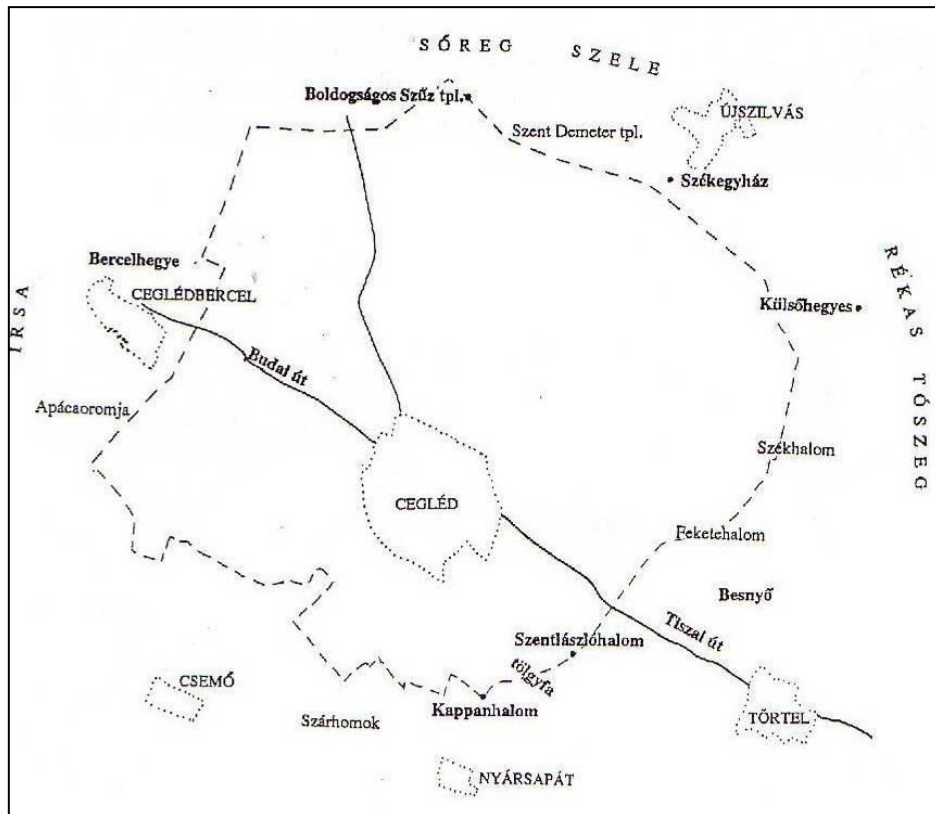 SŐREG SZELE
Boldogságos Szűz tpl.
ÚJSZILVÁS
Szent Demeter tpl.
Székegyház
Bercelhegye
RÉKAS TÓSZEG
IRSA
CEGLÉDBERCEL
Külsőhegyes
Budai út
Apácaoromja
Székhalom
CEGLÉD
Feketehalom
Besnyő
Tiszai út
Szentlászlóhalom
tölgyfa
CSEMŐ
Kappanhalom
Szárhomok
TÖRTEL
NYÁRSAPÁT